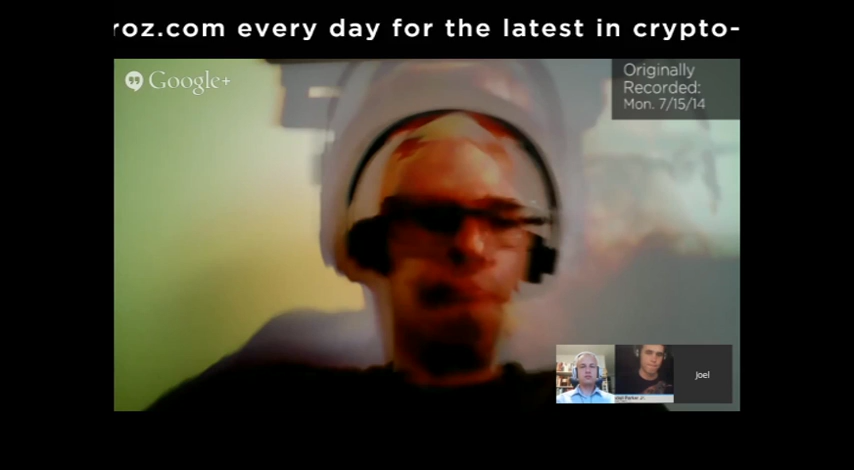 roz.com every day for the latest in crypto-
Google+
Originally
Recorded:
Mon. 7/15/14
Joel